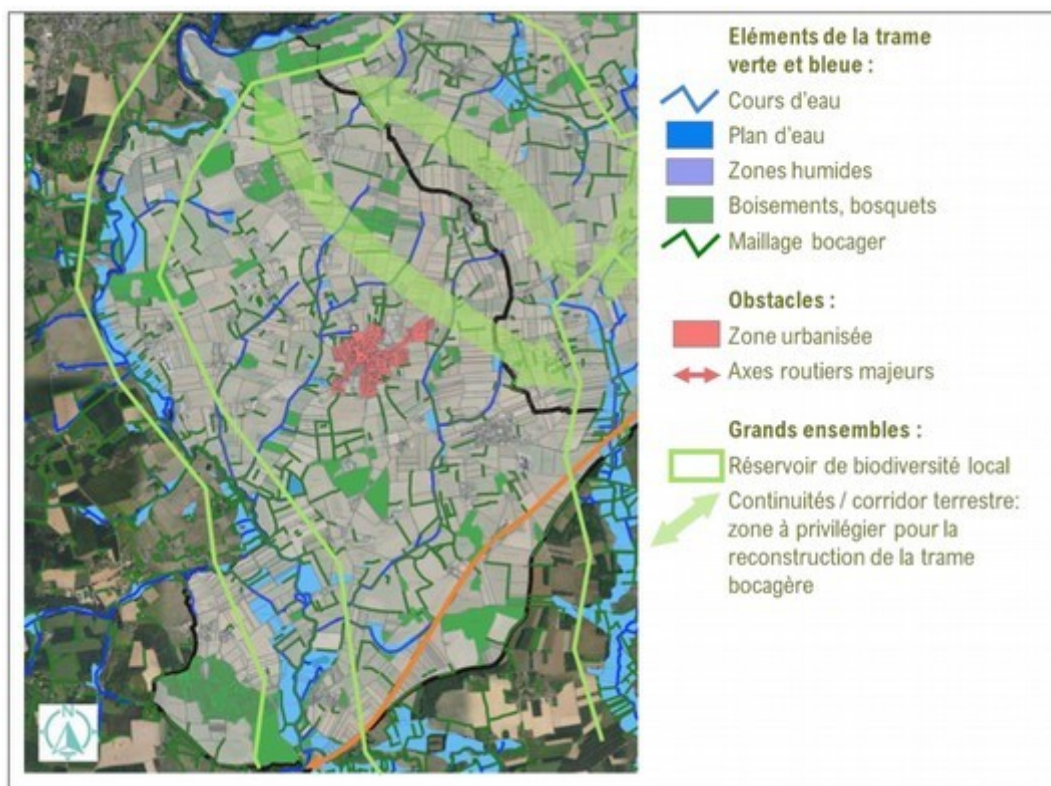 Eléments de la trame
verte et bleue :
Cours d'eau
Plan d'eau
Zones humides
Boisements, bosquets
Maillage bocager
Obstacles :
Zone urbanisée
Axes routiers majeurs
Grands ensembles :
Réservoir de biodiversité local
Continuités / corridor terrestre:
zone à privilégier pour la
reconstruction de la trame
bocagère
N